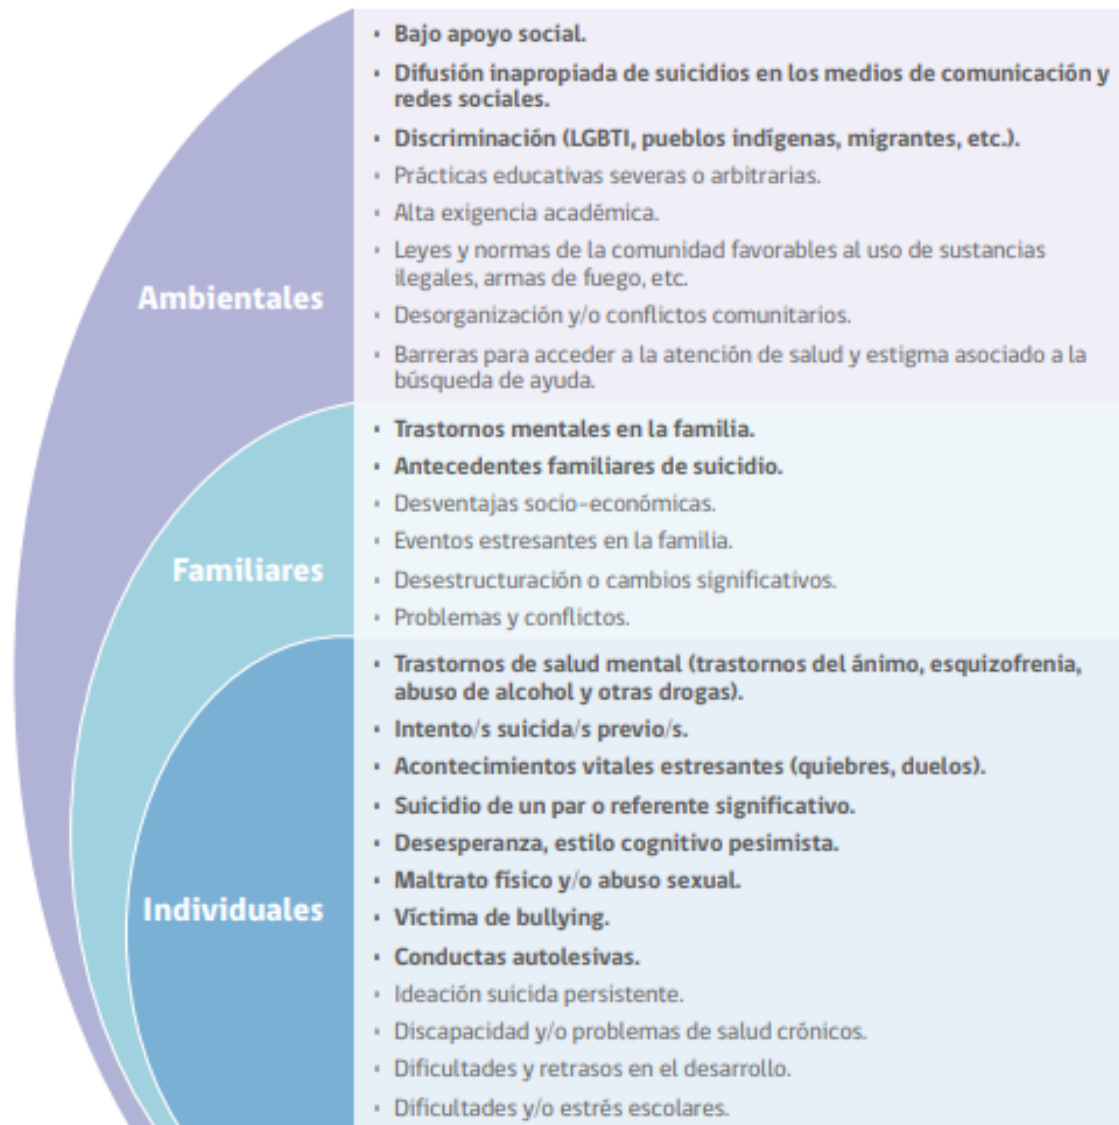 Ambientales
• Bajo apoyo social.
• Difusión inapropiada de suicidios en los medios de comunicación y
redes sociales.
• Discriminación (LGBTI, pueblos indígenas, migrantes, etc.).
• Prácticas educativas severas o arbitrarias.
• Alta exigencia académica.
• Leyes y normas de la comunidad favorables al uso de sustancias
ilegales, armas de fuego, etc.
• Desorganización y/o conflictos comunitarios.
• Barreras para acceder a la atención de salud y estigma asociado a la
búsqueda de ayuda.
Familiares
• Trastornos mentales en la familia.
• Antecedentes familiares de suicidio.
• Desventajas socio-económicas.
• Eventos estresantes en la familia.
• Desestructuración o cambios significativos.
• Problemas y conflictos.
Individuales
• Trastornos de salud mental (trastornos del ánimo, esquizofrenia,
abuso de alcohol y otras drogas).
• Intento/s suicida/s previo/s.
• Acontecimientos vitales estresantes (quiebres, duelos).
• Suicidio de un par o referente significativo.
• Desesperanza, estilo cognitivo pesimista.
• Maltrato físico y/o abuso sexual.
• Víctima de bullying.
• Conductas autolesivas.
• Ideación suicida persistente.
• Discapacidad y/o problemas de salud crónicos.
• Dificultades y retrasos en el desarrollo.
• Dificultades y/o estrés escolares.